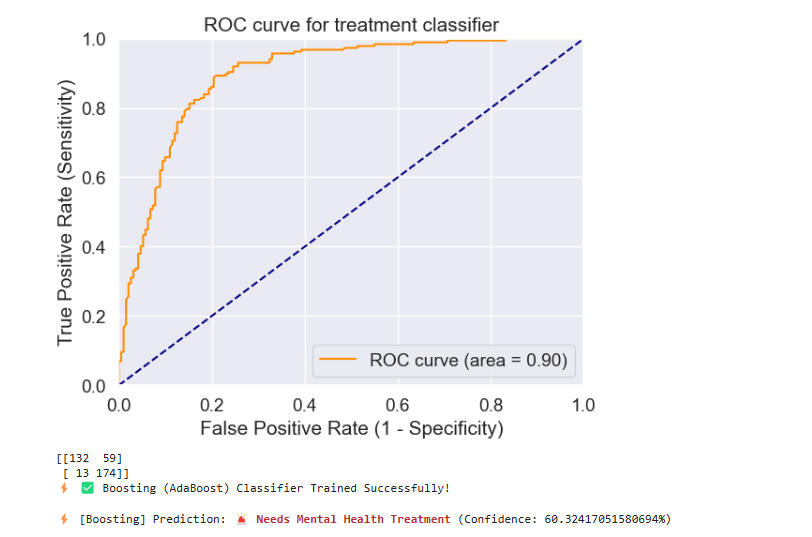 ROC curve for treatment classifier
True Positive Rate (Sensitivity)
1.0
0.8
0.6
0.4
0.2
0.0
ROC curve (area = 0.90)
0.0 0.2 0.4 0.6 0.8 1.0
False Positive Rate (1 - Specificity)
[[132  59]
 [ 13 174]]
⚡ ✅ Boosting (AdaBoost) Classifier Trained Successfully!
⚡ [Boosting] Prediction: 🚨 Needs Mental Health Treatment (Confidence: 60.32417051580694%)